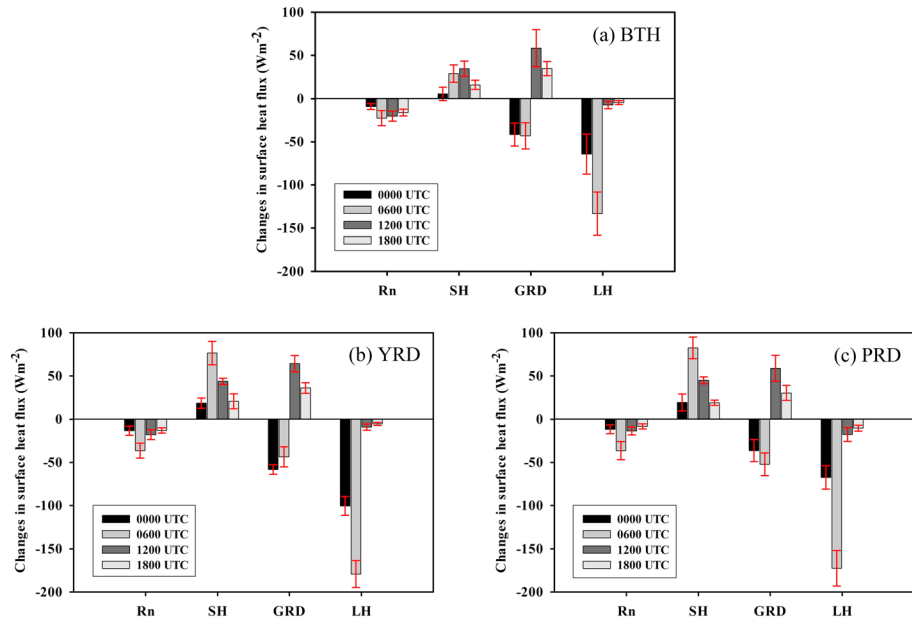 (a) BTH
Changes in surface heat flux (Wm-2)
100
50
0
-50
-100
-150
-200
0000 UTC
0600 UTC
1200 UTC
1800 UTC
Rn SH GRD LH
(b) YRD
Changes in surface heat flux (Wm-2)
100
50
0
-50
-100
-150
-200
0000 UTC
0600 UTC
1200 UTC
1800 UTC
Rn SH GRD LH
(c) PRD
Changes in surface heat flux (Wm-2)
100
50
0
-50
-100
-150
-200
0000 UTC
0600 UTC
1200 UTC
1800 UTC
Rn SH GRD LH